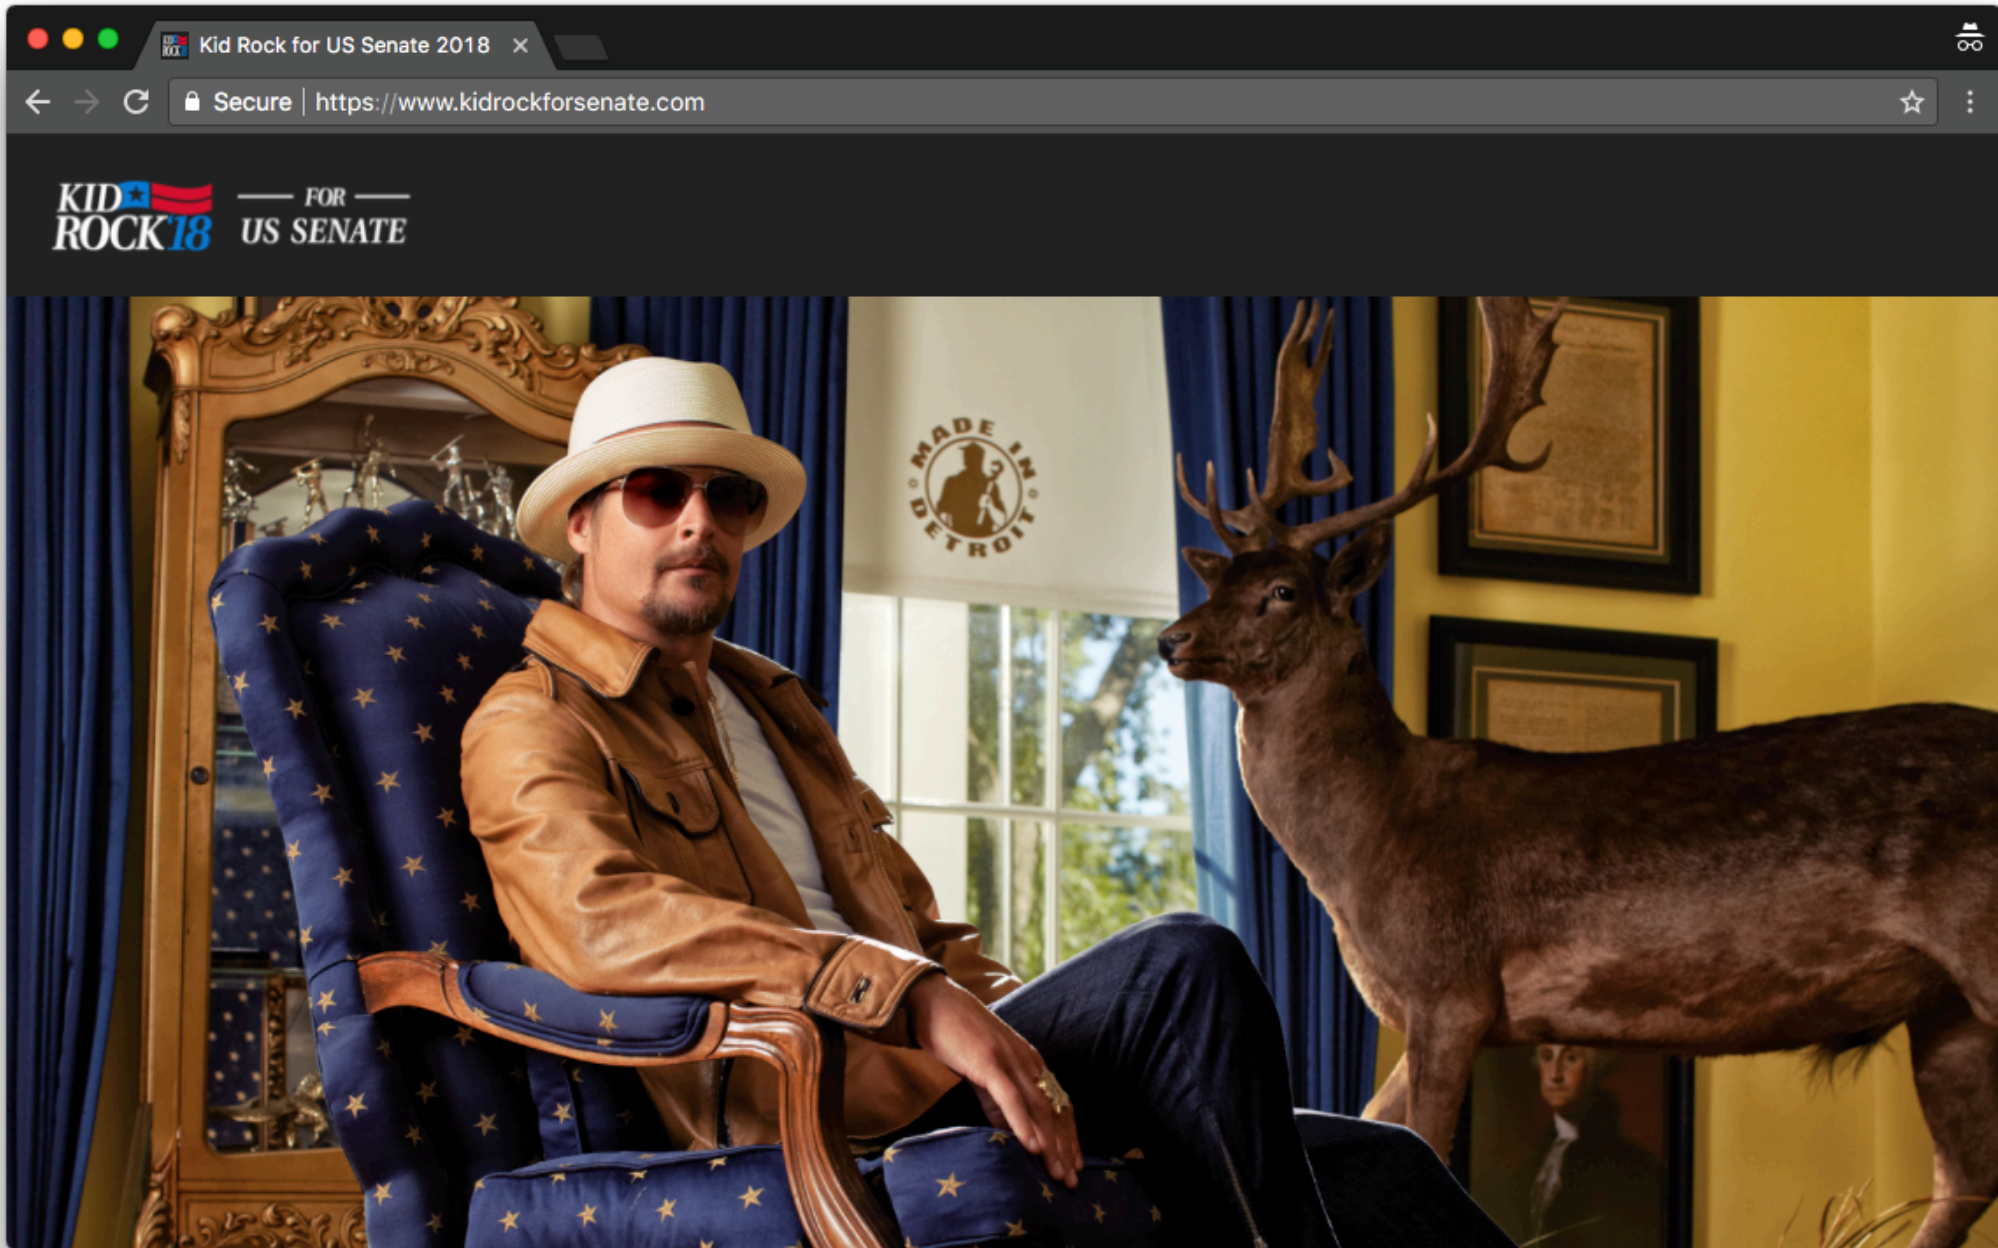 Kid Rock for US Senate 2018
Secure | https://www.kidrockforsenate.com
KID
ROCK '18
FOR
US SENATE
MADE IN
DETROIT